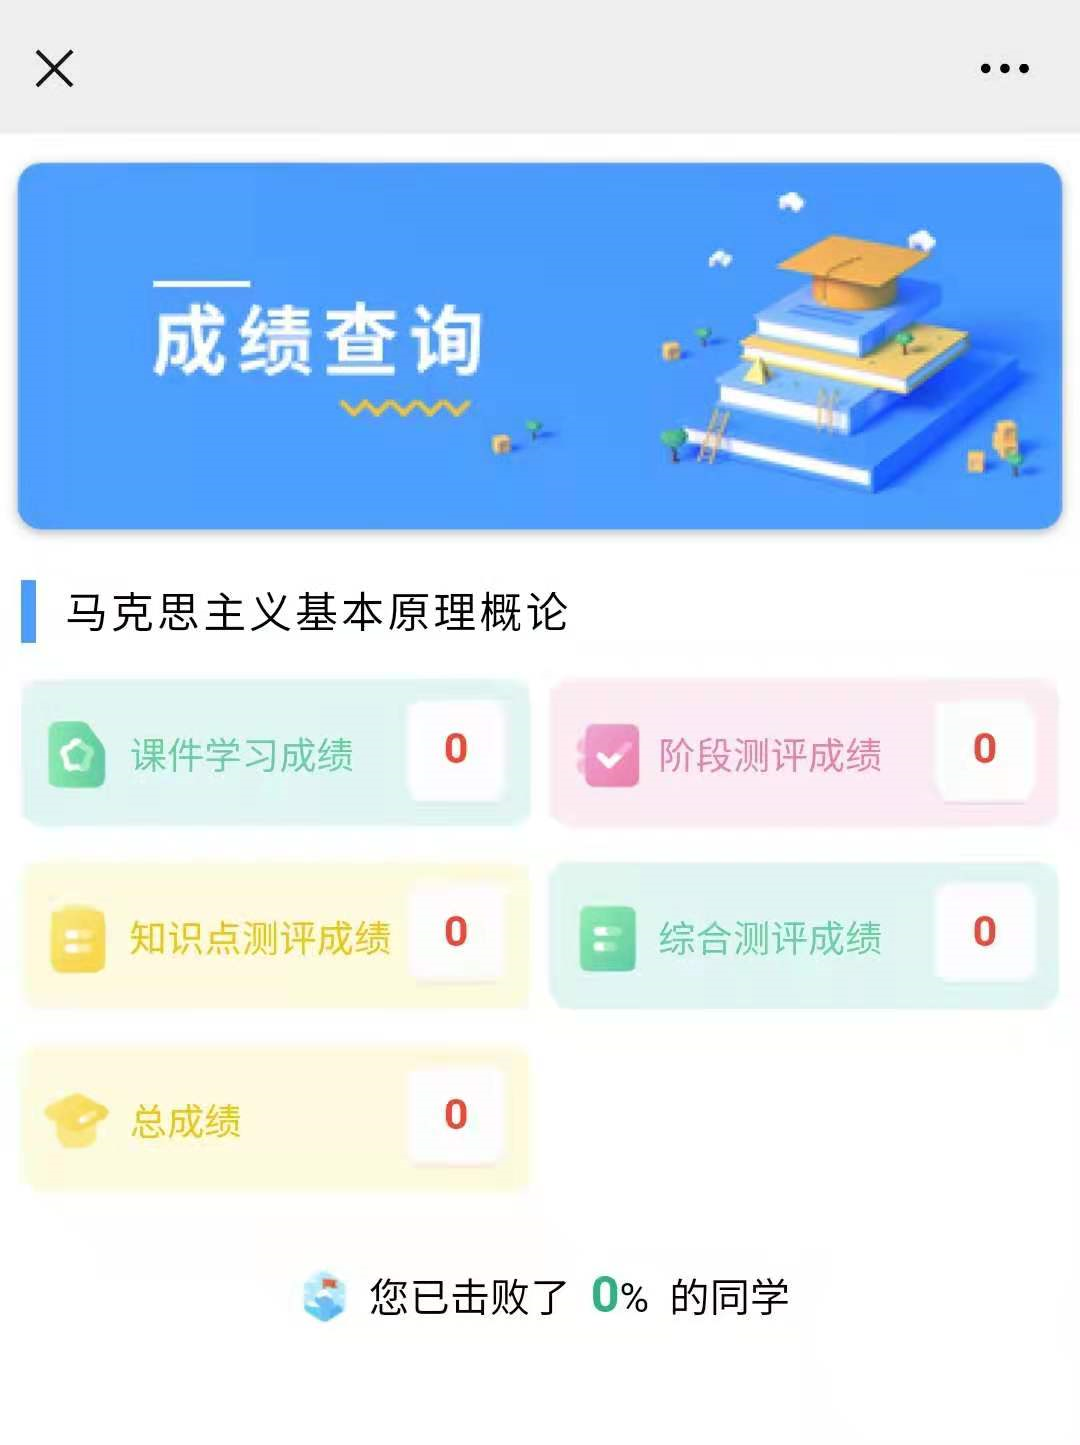 成绩查询
马克思主义基本原理概论
课件学习成绩 0
阶段测评成绩 0
知识点测评成绩 0
综合测评成绩 0
总成绩 0
您已击败了 0% 的同学